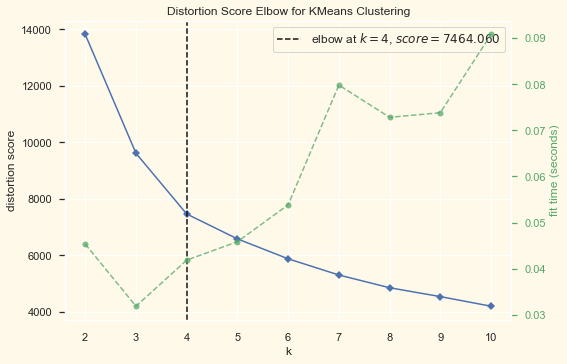 Distortion Score Elbow for KMeans Clustering
elbow at k = 4, score = 7464.060
14000
12000
10000
8000
6000
4000
distortion score
0.09
0.08
0.07
0.06
0.05
0.04
0.03
fit time (seconds)
2 3 4 5 6 7 8 9 10
k